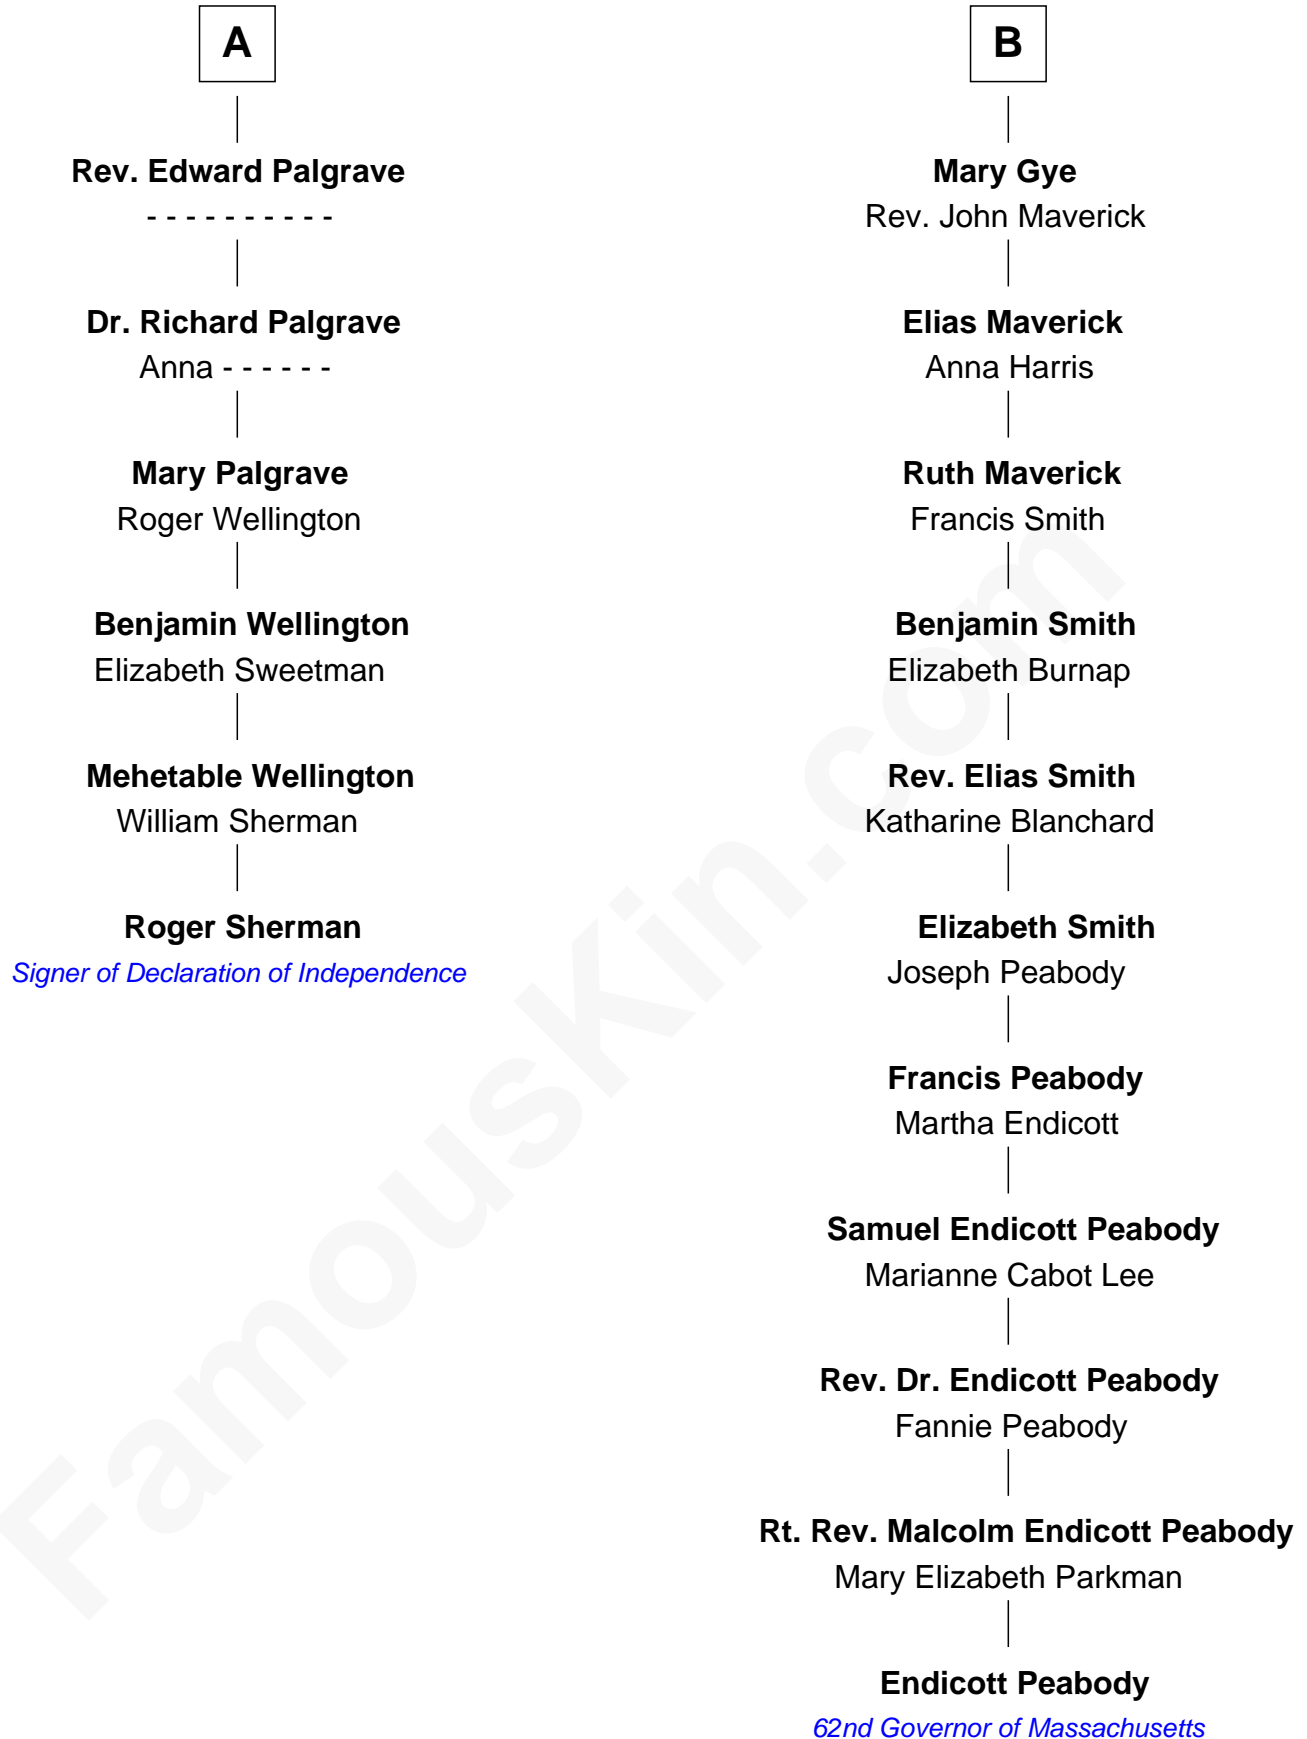 A
Rev. Edward Palgrave
- - - - - - - - - -
Dr. Richard Palgrave
Anna - - - - - -
Mary Palgrave
Roger Wellington
Benjamin Wellington
Elizabeth Sweetman
Mehetable Wellington
William Sherman
Roger Sherman
Signer of Declaration of Independence
B
Mary Gye
Rev. John Maverick
Elias Maverick
Anna Harris
Ruth Maverick
Francis Smith
Benjamin Smith
Elizabeth Burnap
Rev. Elias Smith
Katharine Blanchard
Elizabeth Smith
Joseph Peabody
Francis Peabody
Martha Endicott
Samuel Endicott Peabody
Marianne Cabot Lee
Rev. Dr. Endicott Peabody
Fannie Peabody
Rt. Rev. Malcolm Endicott Peabody
Mary Elizabeth Parkman
Endicott Peabody
62nd Governor of Massachusetts
FamousKin.com